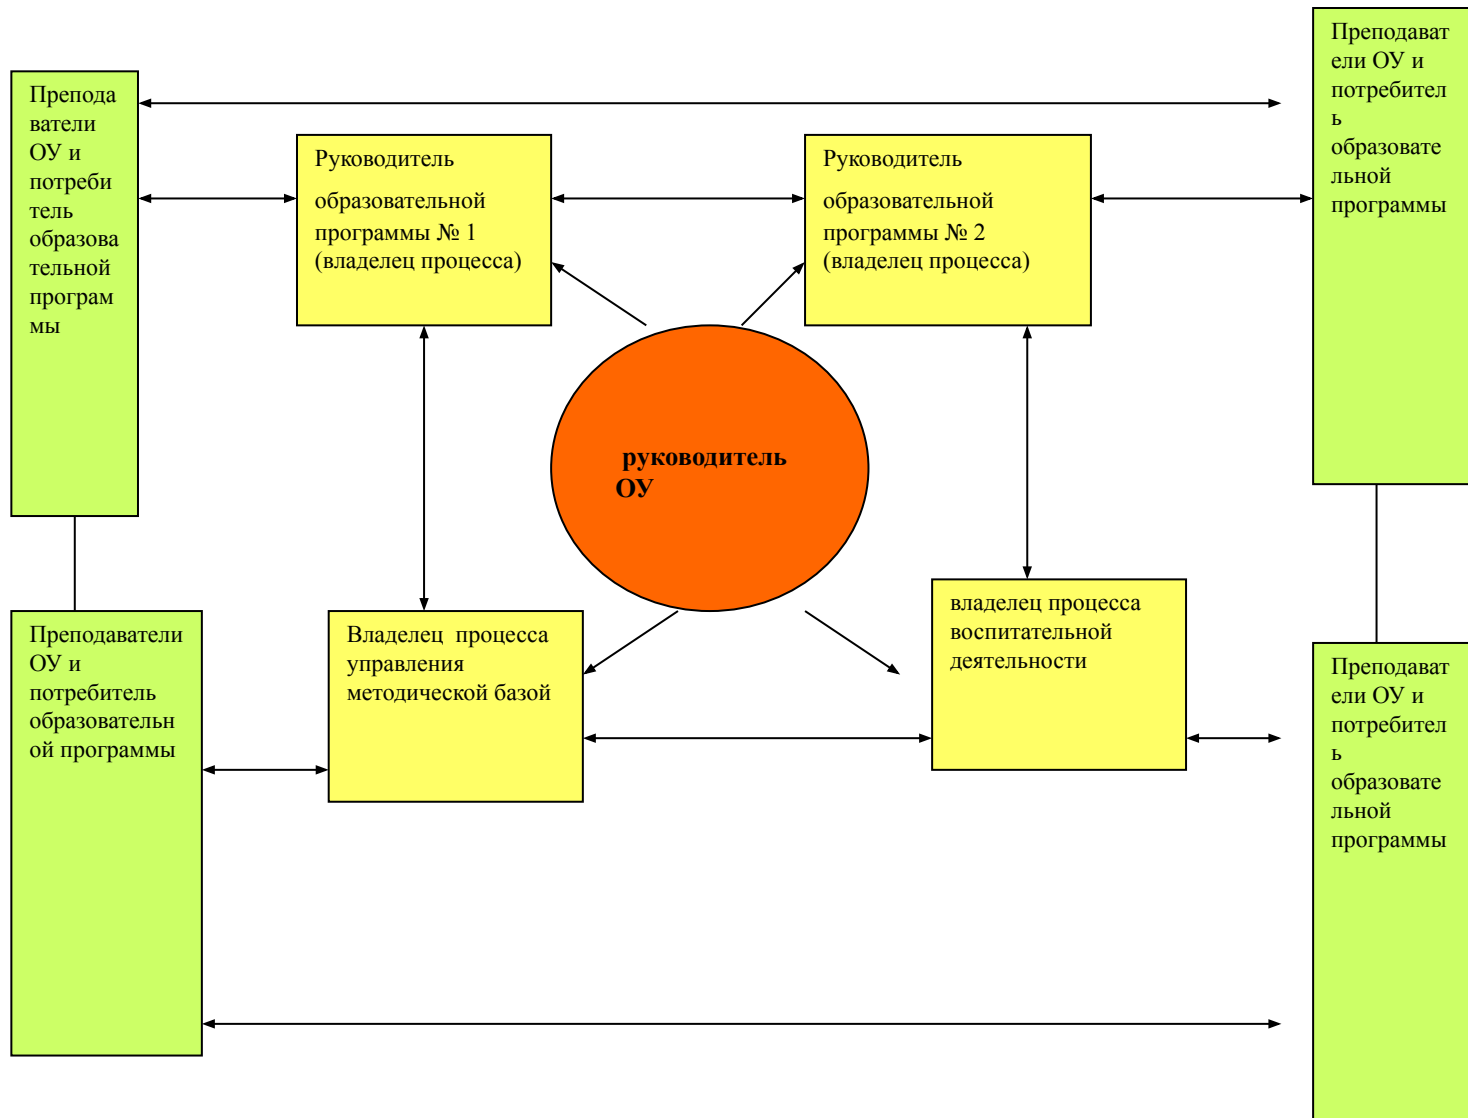 Препода
ватели
ОУ и
потреби
тель
образова
тельной
програм
мы
Руководитель
образовательной
программы № 1
(владелец процесса)
Руководитель
образовательной
программы № 2
(владелец процесса)
Преподават
ели ОУ и
потребител
ь
образовате
льной
программы
руководитель
ОУ
Преподаватели
ОУ и
потребитель
образовательн
ой программы
Владелец  процесса
управления
методической базой
владелец процесса
воспитательной
деятельности
Преподават
ели ОУ и
потребител
ь
образовате
льной
программы